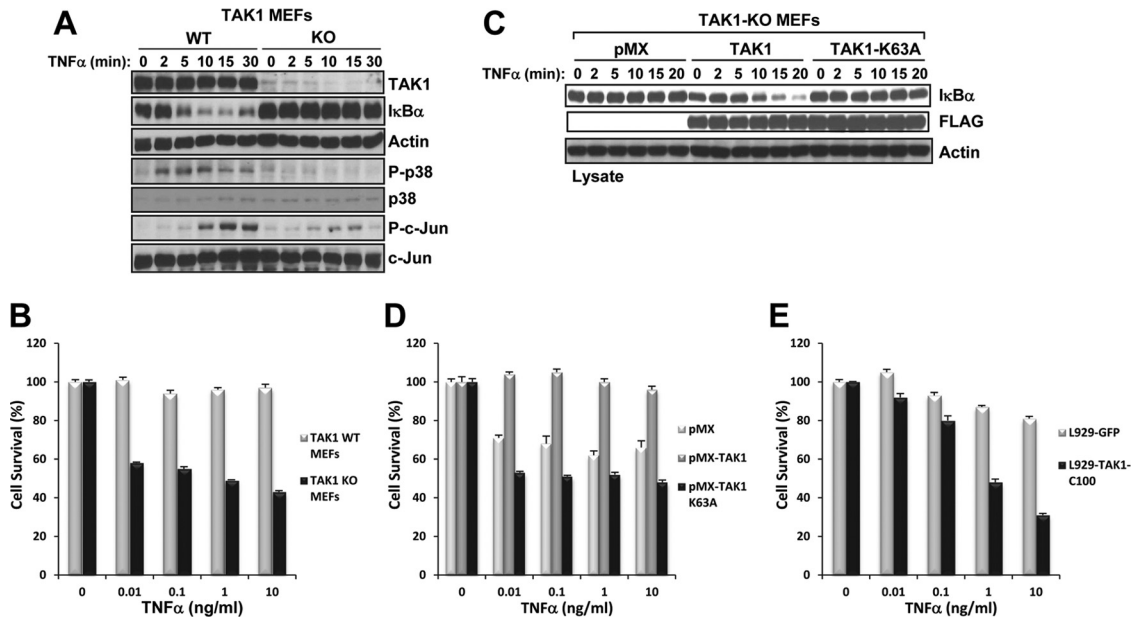 A
TAK1 MEFs
WT KO
TNFα (min): 0 2 5 10 15 30 0 2 5 10 15 30
TAK1
IκBα
Actin
P-p38
p38
P-c-Jun
c-Jun
C
TAK1-KO MEFs
pMX TAK1 TAK1-K63A
TNFα (min): 0 2 5 10 15 20 0 2 5 10 15 20 0 2 5 10 15 20
IκBα
FLAG
Actin
Lysate
B
120
100
80
60
40
20
0
Cell Survival (%)
0 0.01 0.1 1 10
TNFα (ng/ml)
TAK1 WT
MEFs
TAK1 KO
MEFs
D
120
100
80
60
40
20
0
Cell Survival (%)
0 0.01 0.1 1 10
TNFα (ng/ml)
pMX
pMX-TAK1
pMX-TAK1
K63A
E
120
100
80
60
40
20
0
Cell Survival (%)
0 0.01 0.1 1 10
TNFα (ng/ml)
L929-GFP
L929-TAK1-
C100